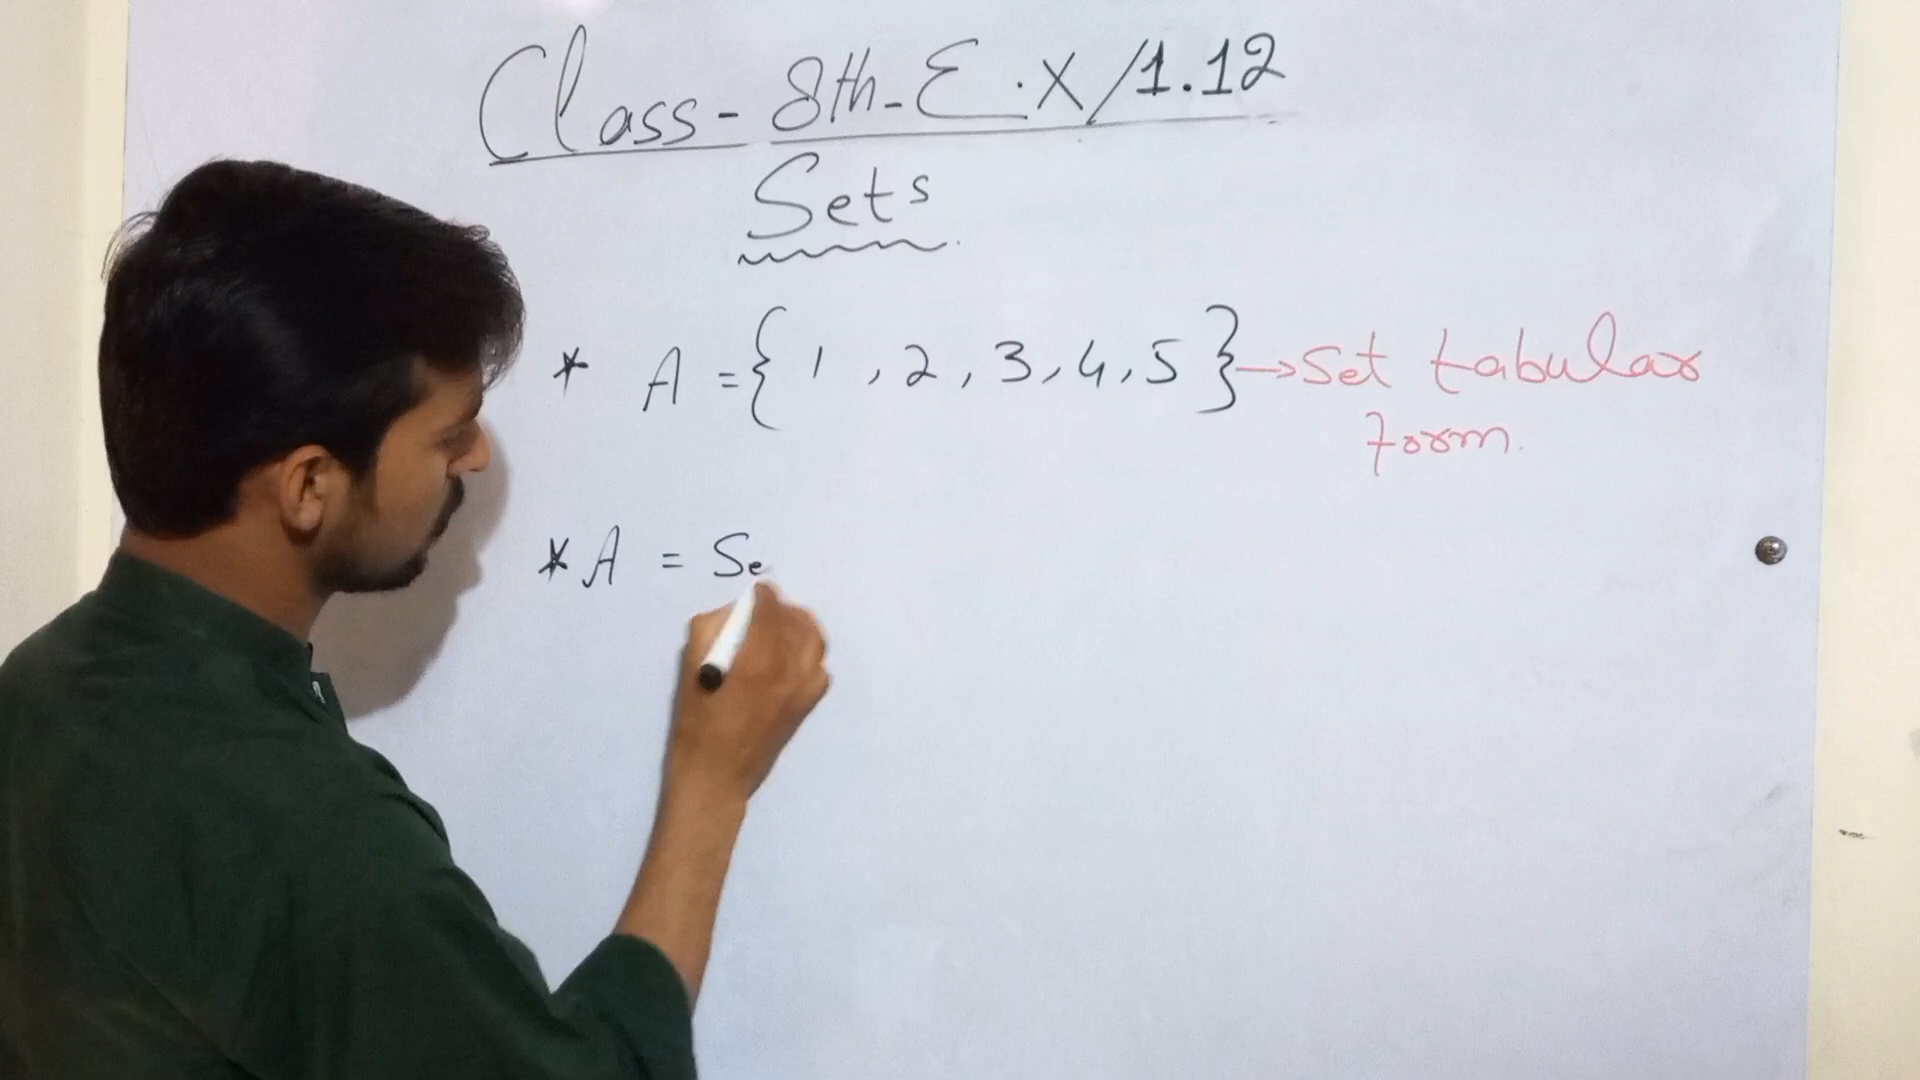 Class-8th-E.X/1.12
Sets
* A = { 1 , 2 , 3 , 4 , 5 } → Set tabular
Form.
* A = Se